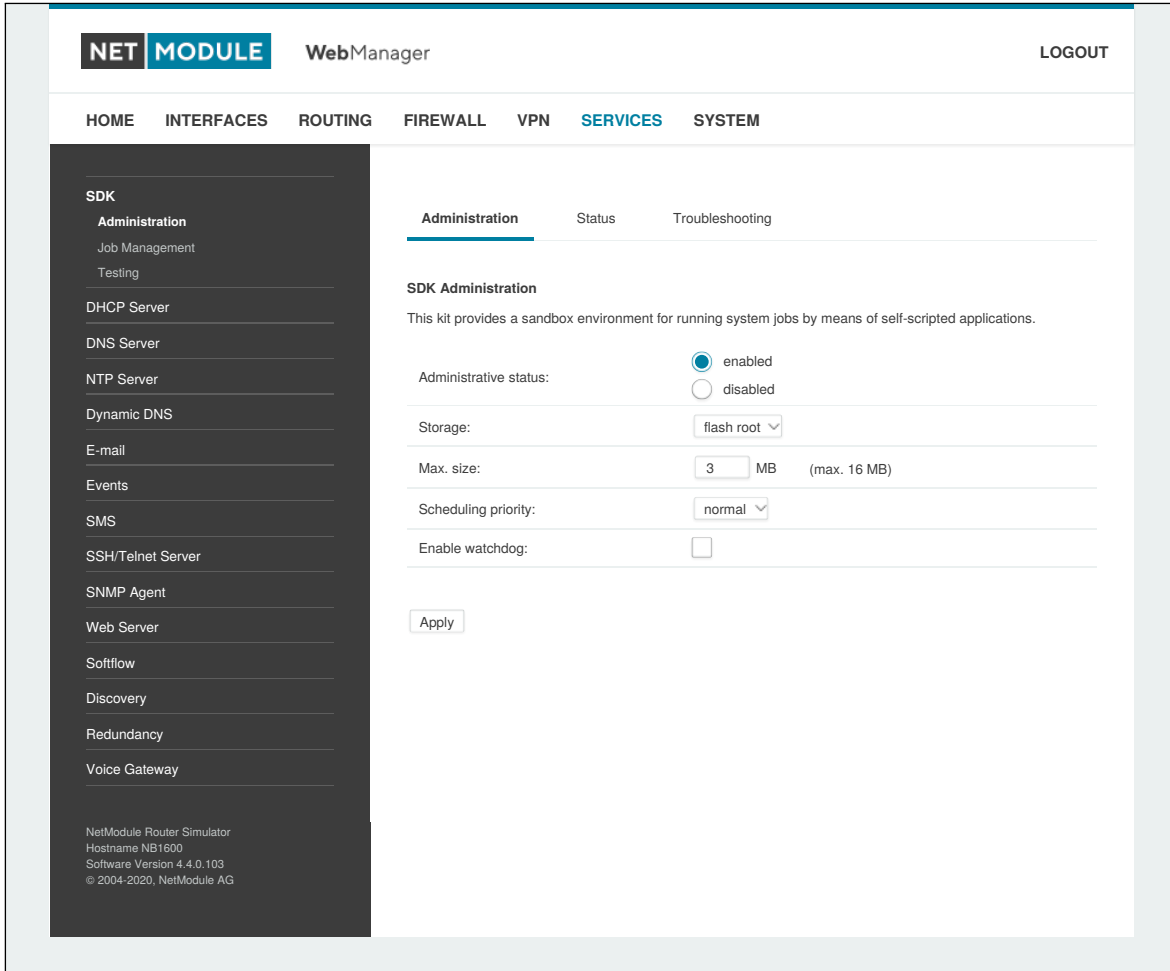 NET MODULE WebManager LOGOUT
HOME INTERFACES ROUTING FIREWALL VPN SERVICES SYSTEM
SDK
Administration
Job Management
Testing
DHCP Server
DNS Server
NTP Server
Dynamic DNS
E-mail
Events
SMS
SSH/Telnet Server
SNMP Agent
Web Server
Softflow
Discovery
Redundancy
Voice Gateway
NetModule Router Simulator
Hostname NB1600
Software Version 4.4.0.103
© 2004-2020, NetModule AG
Administration Status Troubleshooting
SDK Administration
This kit provides a sandbox environment for running system jobs by means of self-scripted applications.
Administrative status:
enabled
disabled
Storage: flash root
Max. size: 3 MB (max. 16 MB)
Scheduling priority: normal
Enable watchdog:
Apply